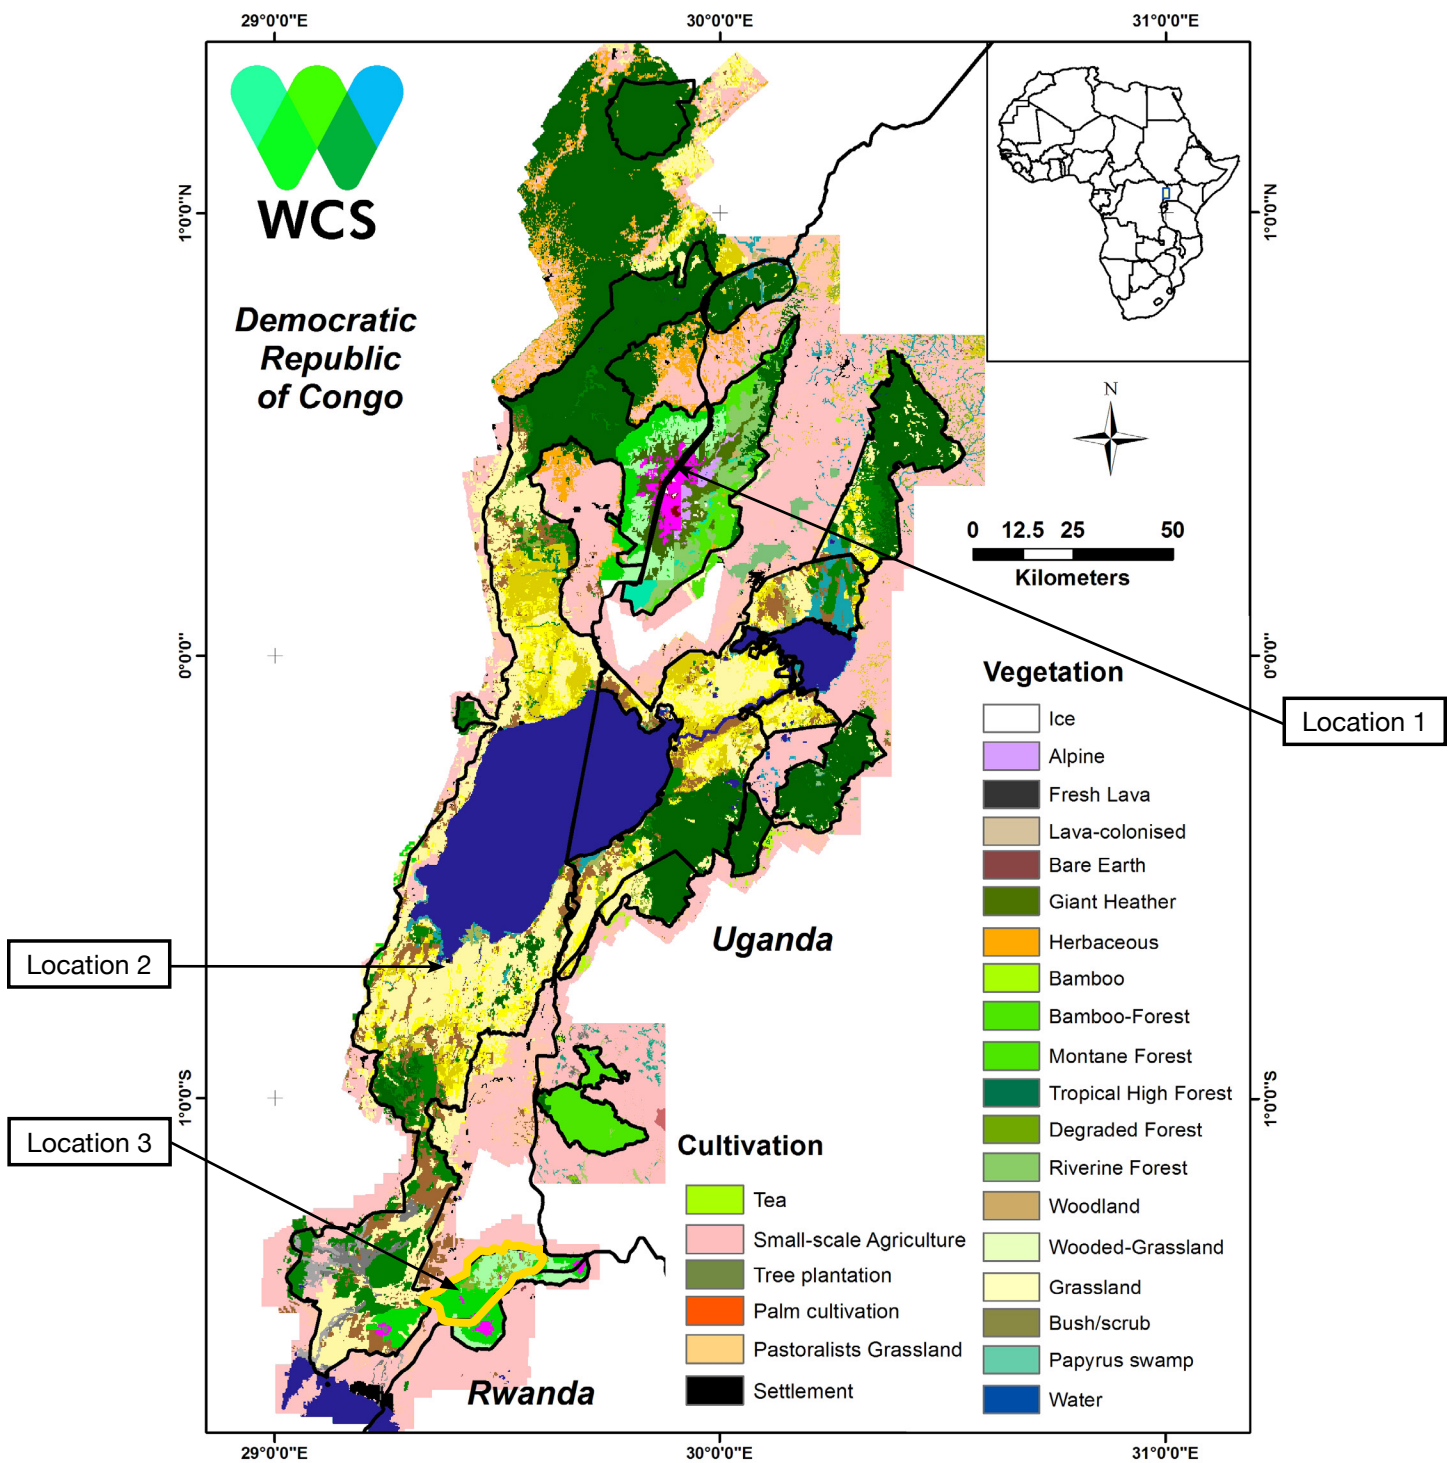 29°0'0"E
30°0'0"E
31°0'0"E
WCS
N
1°0'0"N
1°0'0"N
Democratic
Republic
of Congo
0 12.5 25 50
Kilometers
0°0'0"
0°0'0"
Vegetation
Ice
Alpine
Fresh Lava
Lava-colonised
Bare Earth
Giant Heather
Herbaceous
Bamboo
Bamboo-Forest
Montane Forest
Tropical High Forest
Degraded Forest
Riverine Forest
Woodland
Wooded-Grassland
Grassland
Bush/scrub
Papyrus swamp
Water
Location 1
Uganda
Location 2
1°0'0"S
1°0'0"S
Location 3
Cultivation
Tea
Small-scale Agriculture
Tree plantation
Palm cultivation
Pastoralists Grassland
Settlement
Rwanda
29°0'0"E
30°0'0"E
31°0'0"E